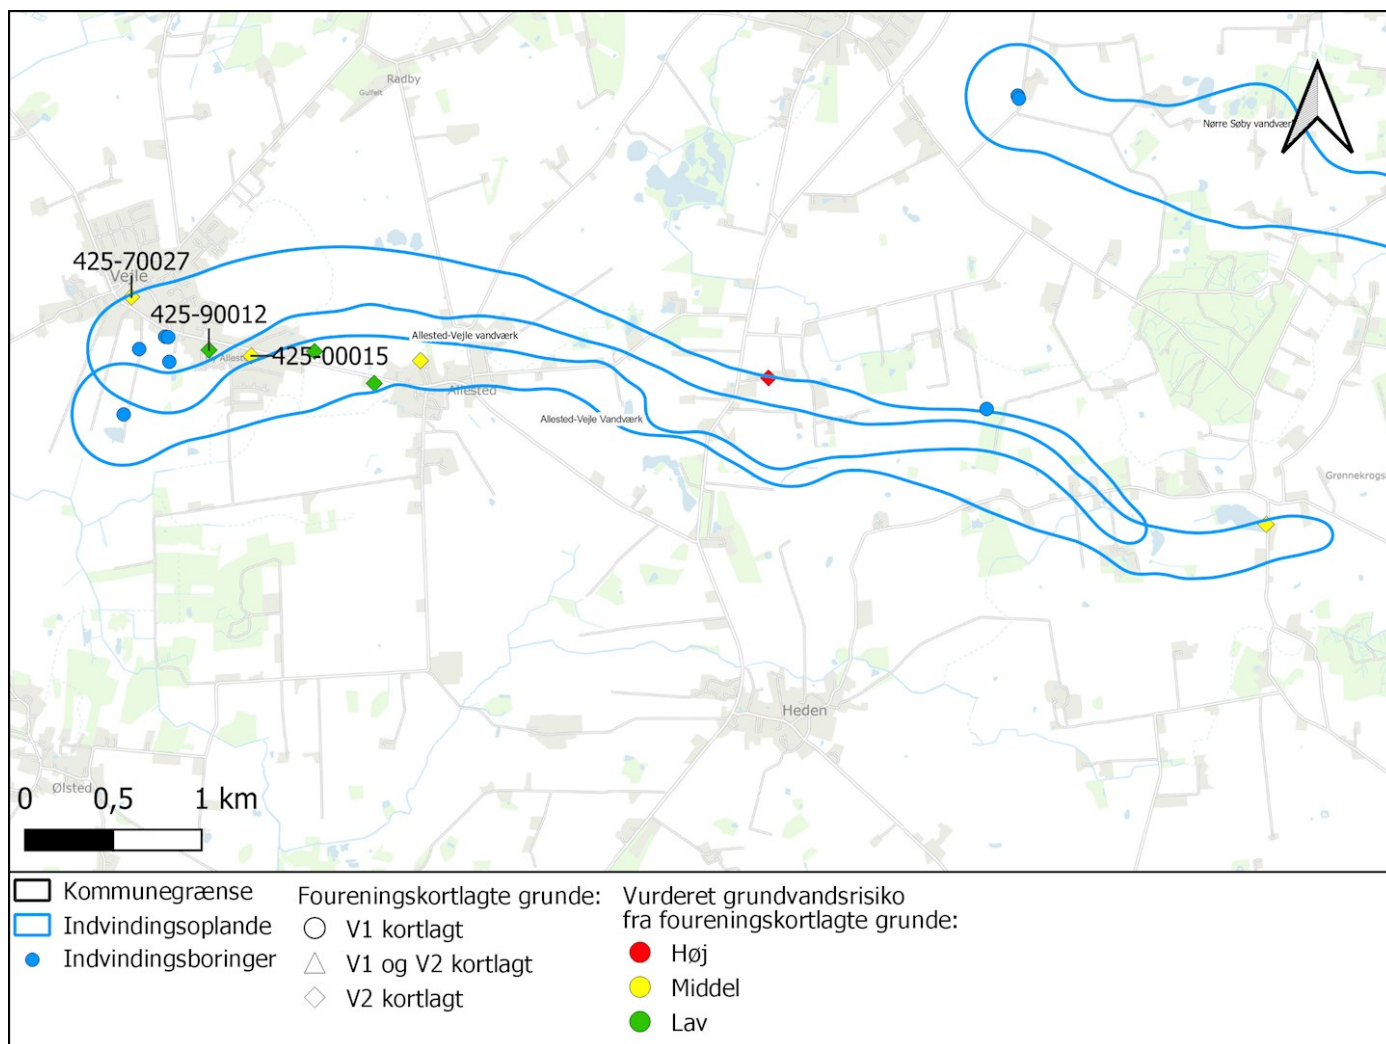 Radby
Gulfelt
Nørre Søby vandværk
425-70027
Vejle
425-90012
Allested-Vejle vandværk
Allest
425-00015
Allested
Allested-Vejle Vandværk
Grønnekrogs
Heden
Ølsted
0 0,5 1 km
Kommunegrænse
Indvindingsoplande
Indvindingsboringer
Foureningskortlagte grunde:
V1 kortlagt
V1 og V2 kortlagt
V2 kortlagt
Vurderet grundvandsrisiko
fra foureningskortlagte grunde:
Høj
Middel
Lav